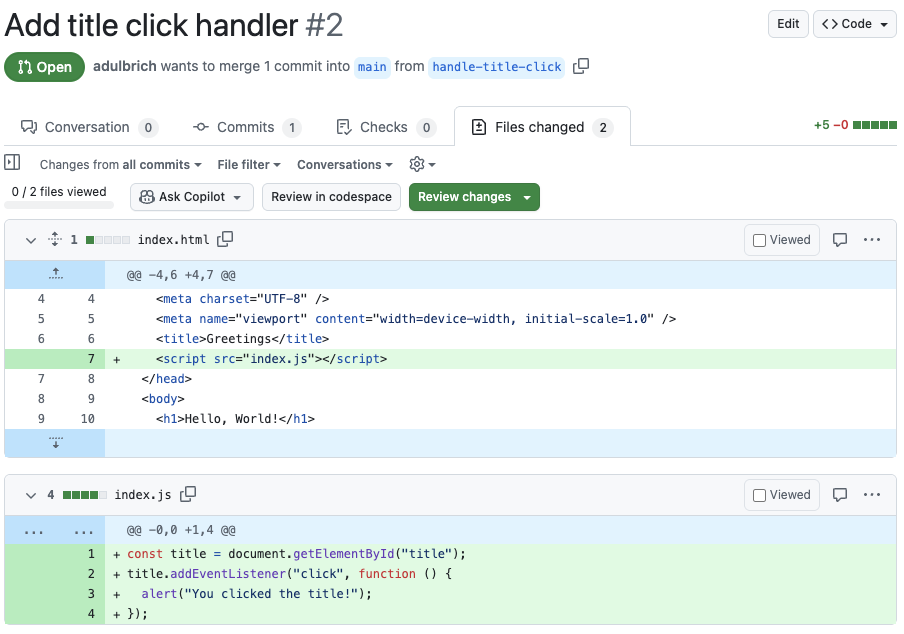 Add title click handler #2
Edit
<> Code
Open
adulbrich wants to merge 1 commit into main from handle-title-click
Conversation 0
Commits 1
Checks 0
Files changed 2
+5 −0
Changes from all commits
File filter
Conversations
0 / 2 files viewed
Ask Copilot
Review in codespace
Review changes
1 index.html
Viewed
@@ -4,6 +4,7 @@
4 4 <meta charset="UTF-8" />
5 5 <meta name="viewport" content="width=device-width, initial-scale=1.0" />
6 6 <title>Greetings</title>
7 + <script src="index.js"></script>
7 8 </head>
8 9 <body>
9 10 <h1>Hello, World!</h1>
4 index.js
Viewed
... ... @@ -0,0 +1,4 @@
1 + const title = document.getElementById("title");
2 + title.addEventListener("click", function () {
3 + alert("You clicked the title!");
4 + });